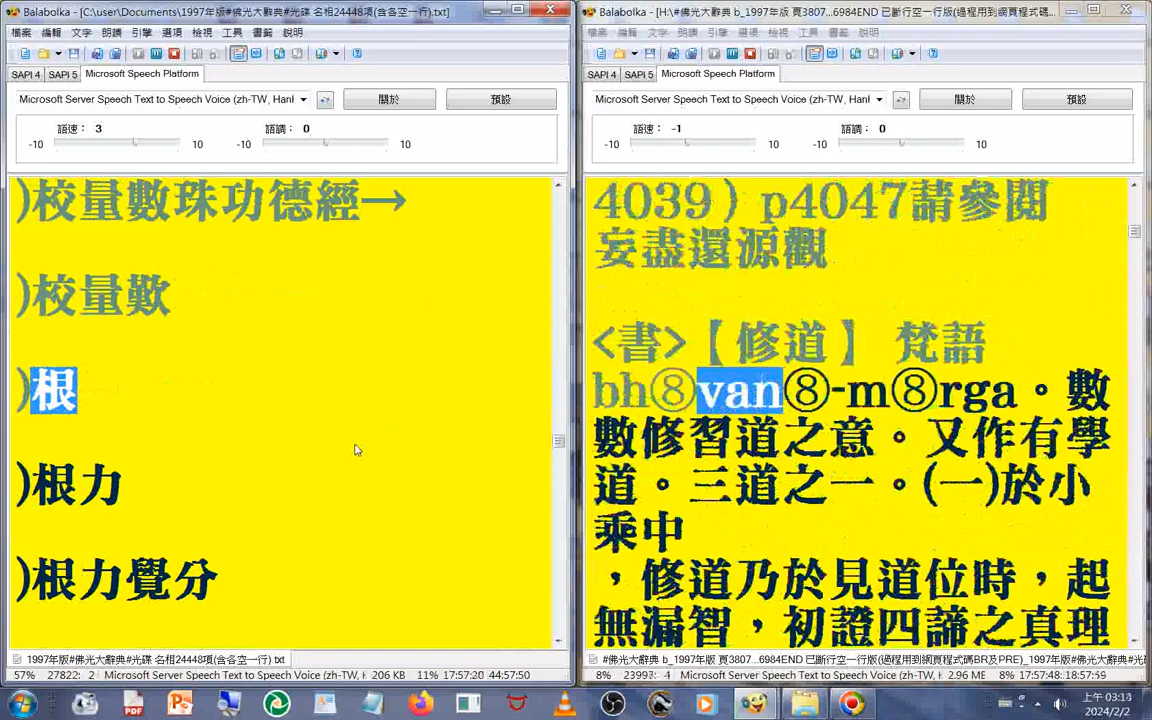 Balabolka - [C:\user\Documents\1997年版#佛光大辭典#光碟 名相24448項(含各空一行).txt]
檔案 編輯 文字 朗讀 引擎 選項 檢視 工具 書籤 說明
SAPI 4 SAPI 5 Microsoft Speech Platform
Microsoft Server Speech Text to Speech Voice (zh-TW, Hanl
關於
預設
語速： 3
語調： 0
-10 10 -10 10
)校量數珠功德經→
)校量歎
)根
)根力
)根力覺分
1997年版#佛光大辭典#光碟 名相24448項(含各空一行).txt
57% 27802: 2 Microsoft Server Speech Text to Speech Voice (zh-TW, 206 KB 11% 17:57:20 44:57:50
Balabolka - [H:\#佛光大辭典 b_1997年版 頁3807...6984END 已斷行空一行版(過程用到網頁程式碼...
檔案 編輯 文字 朗讀 引擎 選項 檢視 工具 書籤 說明
SAPI 4 SAPI 5 Microsoft Speech Platform
Microsoft Server Speech Text to Speech Voice (zh-TW, Hanl
關於
預設
語速： -1
語調： 0
-10 10 -10 10
4039）p4047請參閱
妄盡還源觀
<書>【修道】 梵語
bh⑧van⑧-m⑧rga。數
數修習道之意。又作有學
道。三道之一。(一)於小
乘中
，修道乃於見道位時，起
無漏智，初證四諦之真理
#佛光大辭典 b_1997年版 頁3807...6984END 已斷行空一行版(過程用到網頁程式碼BR及PRE)_1997年版#光
8% 23997: 4 Microsoft Server Speech Text to Speech Voice (zh-TW, 2.96 ME 8% 17:57:48:18:57:59
上午 03:13
2024/2/2